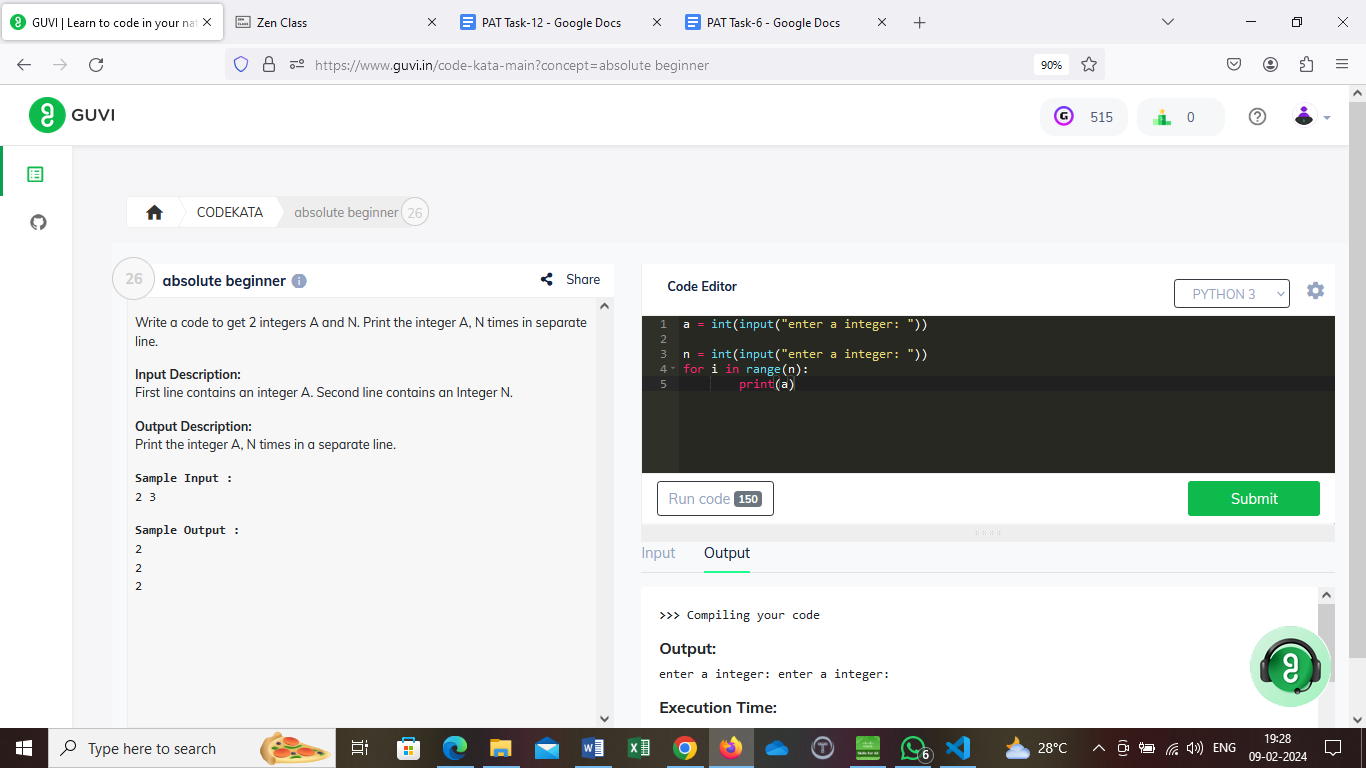 GUVI | Learn to code in your na
Zen Class
PAT Task-12 - Google Docs
PAT Task-6 - Google Docs
https://www.guvi.in/code-kata-main?concept=absolute beginner
90%
GUVI
515
0
CODEKATA
absolute beginner
26
26
absolute beginner
Share
Write a code to get 2 integers A and N. Print the integer A, N times in separate
line.
Input Description:
First line contains an integer A. Second line contains an Integer N.
Output Description:
Print the integer A, N times in a separate line.
Sample Input :
2 3
Sample Output :
2
2
2
Code Editor
PYTHON 3
1 a = int(input("enter a integer: "))
2
3 n = int(input("enter a integer: "))
4 for i in range(n):
5 print(a)
Run code 150
Submit
Input
Output
>>> Compiling your code
Output:
enter a integer: enter a integer:
Execution Time:
Type here to search
6
28°C
ENG
19:28
09-02-2024